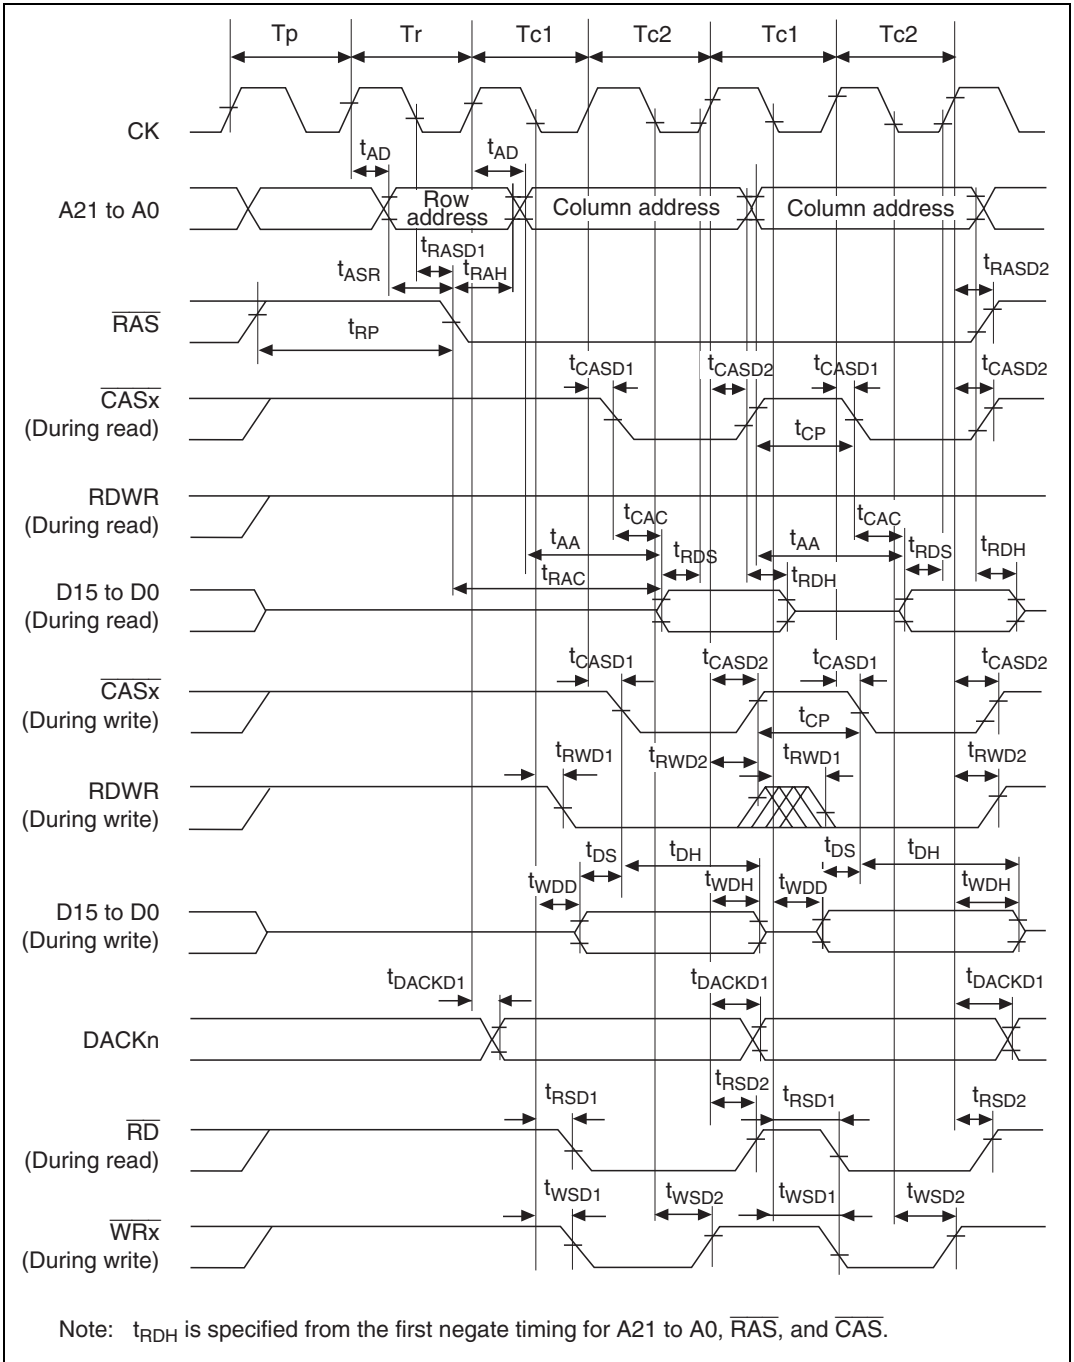 Tp Tr Tc1 Tc2 Tc1 Tc2
CK
tAD tAD
A21 to A0 Row address Column address Column address
tRASD1
tASR tRAH tRASD2
RAS
tRP
tCASD1 tCASD2 tCASD1 tCASD2
CASx
(During read)
tCP
RDWR
(During read)
tCAC tCAC
tAA tRDS tAA tRDS tRDH
tRAC tRDH
D15 to D0
(During read)
tCASD1 tCASD2 tCASD1 tCASD2
CASx
(During write)
tCP
tRWD1 tRWD2 tRWD1 tRWD2
RDWR
(During write)
tDS tDH tDS tDH
tWDD tWDH tWDD tWDH
D15 to D0
(During write)
tDACKD1 tDACKD1 tDACKD1
DACKn
tRSD1 tRSD2 tRSD1 tRSD2
RD
(During read)
tWSD1 tWSD2 tWSD1 tWSD2
WRx
(During write)
Note: tRDH is specified from the first negate timing for A21 to A0, RAS, and CAS.